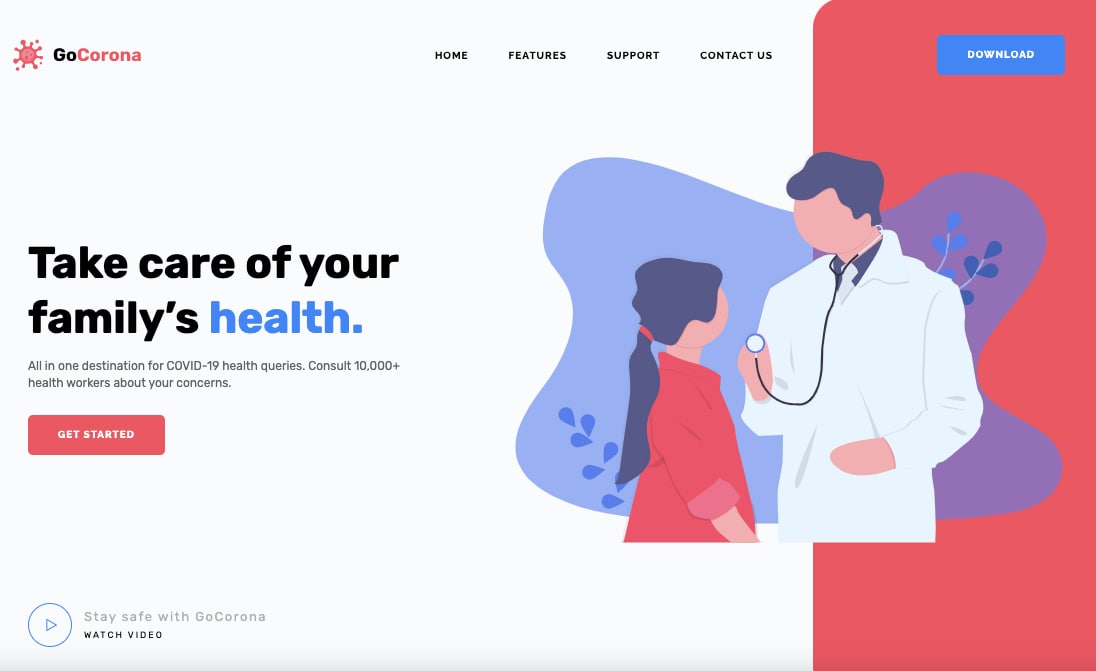 GoCorona
HOME FEATURES SUPPORT CONTACT US
DOWNLOAD
Take care of your
family’s health.
All in one destination for COVID-19 health queries. Consult 10,000+
health workers about your concerns.
GET STARTED
Stay safe with GoCorona
WATCH VIDEO